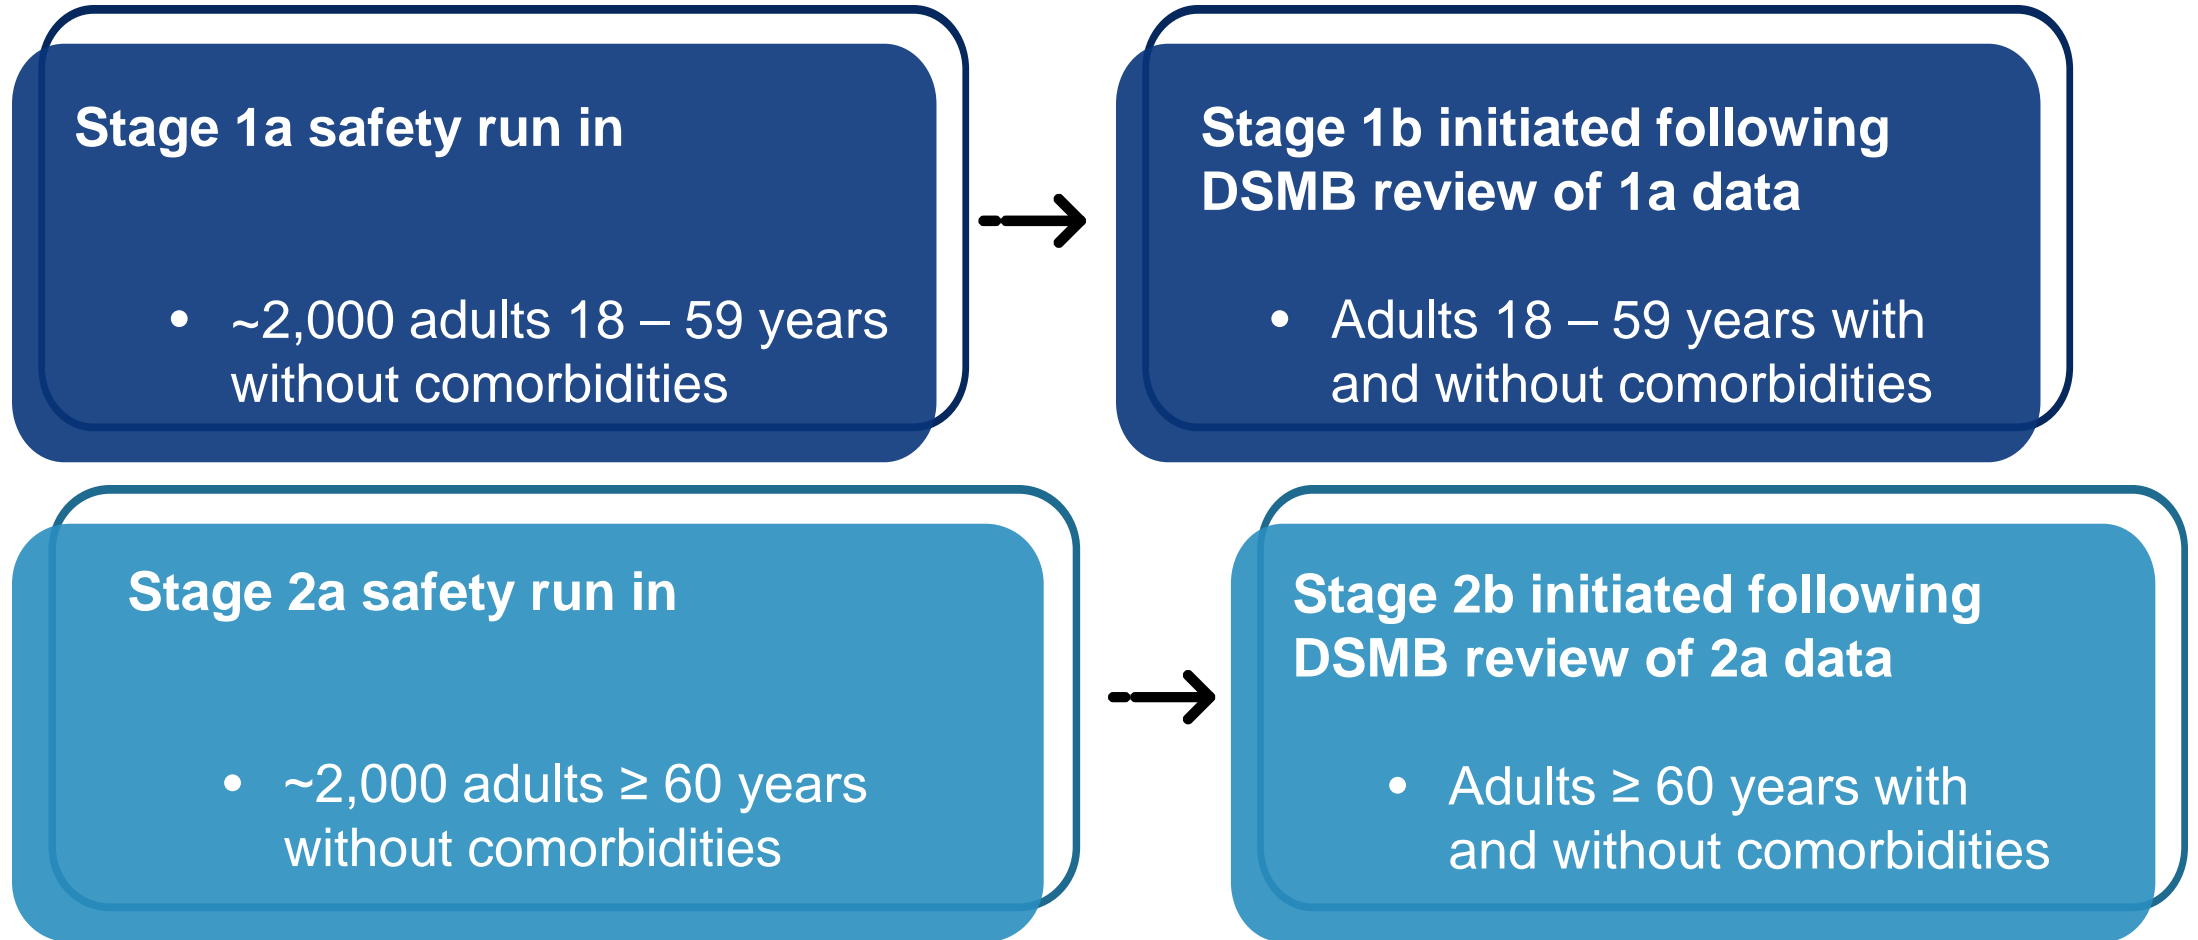 Stage 1a safety run in
• ~2,000 adults 18 – 59 years
without comorbidities
Stage 1b initiated following
DSMB review of 1a data
• Adults 18 – 59 years with
and without comorbidities
Stage 2a safety run in
• ~2,000 adults ≥ 60 years
without comorbidities
Stage 2b initiated following
DSMB review of 2a data
• Adults ≥ 60 years with
and without comorbidities